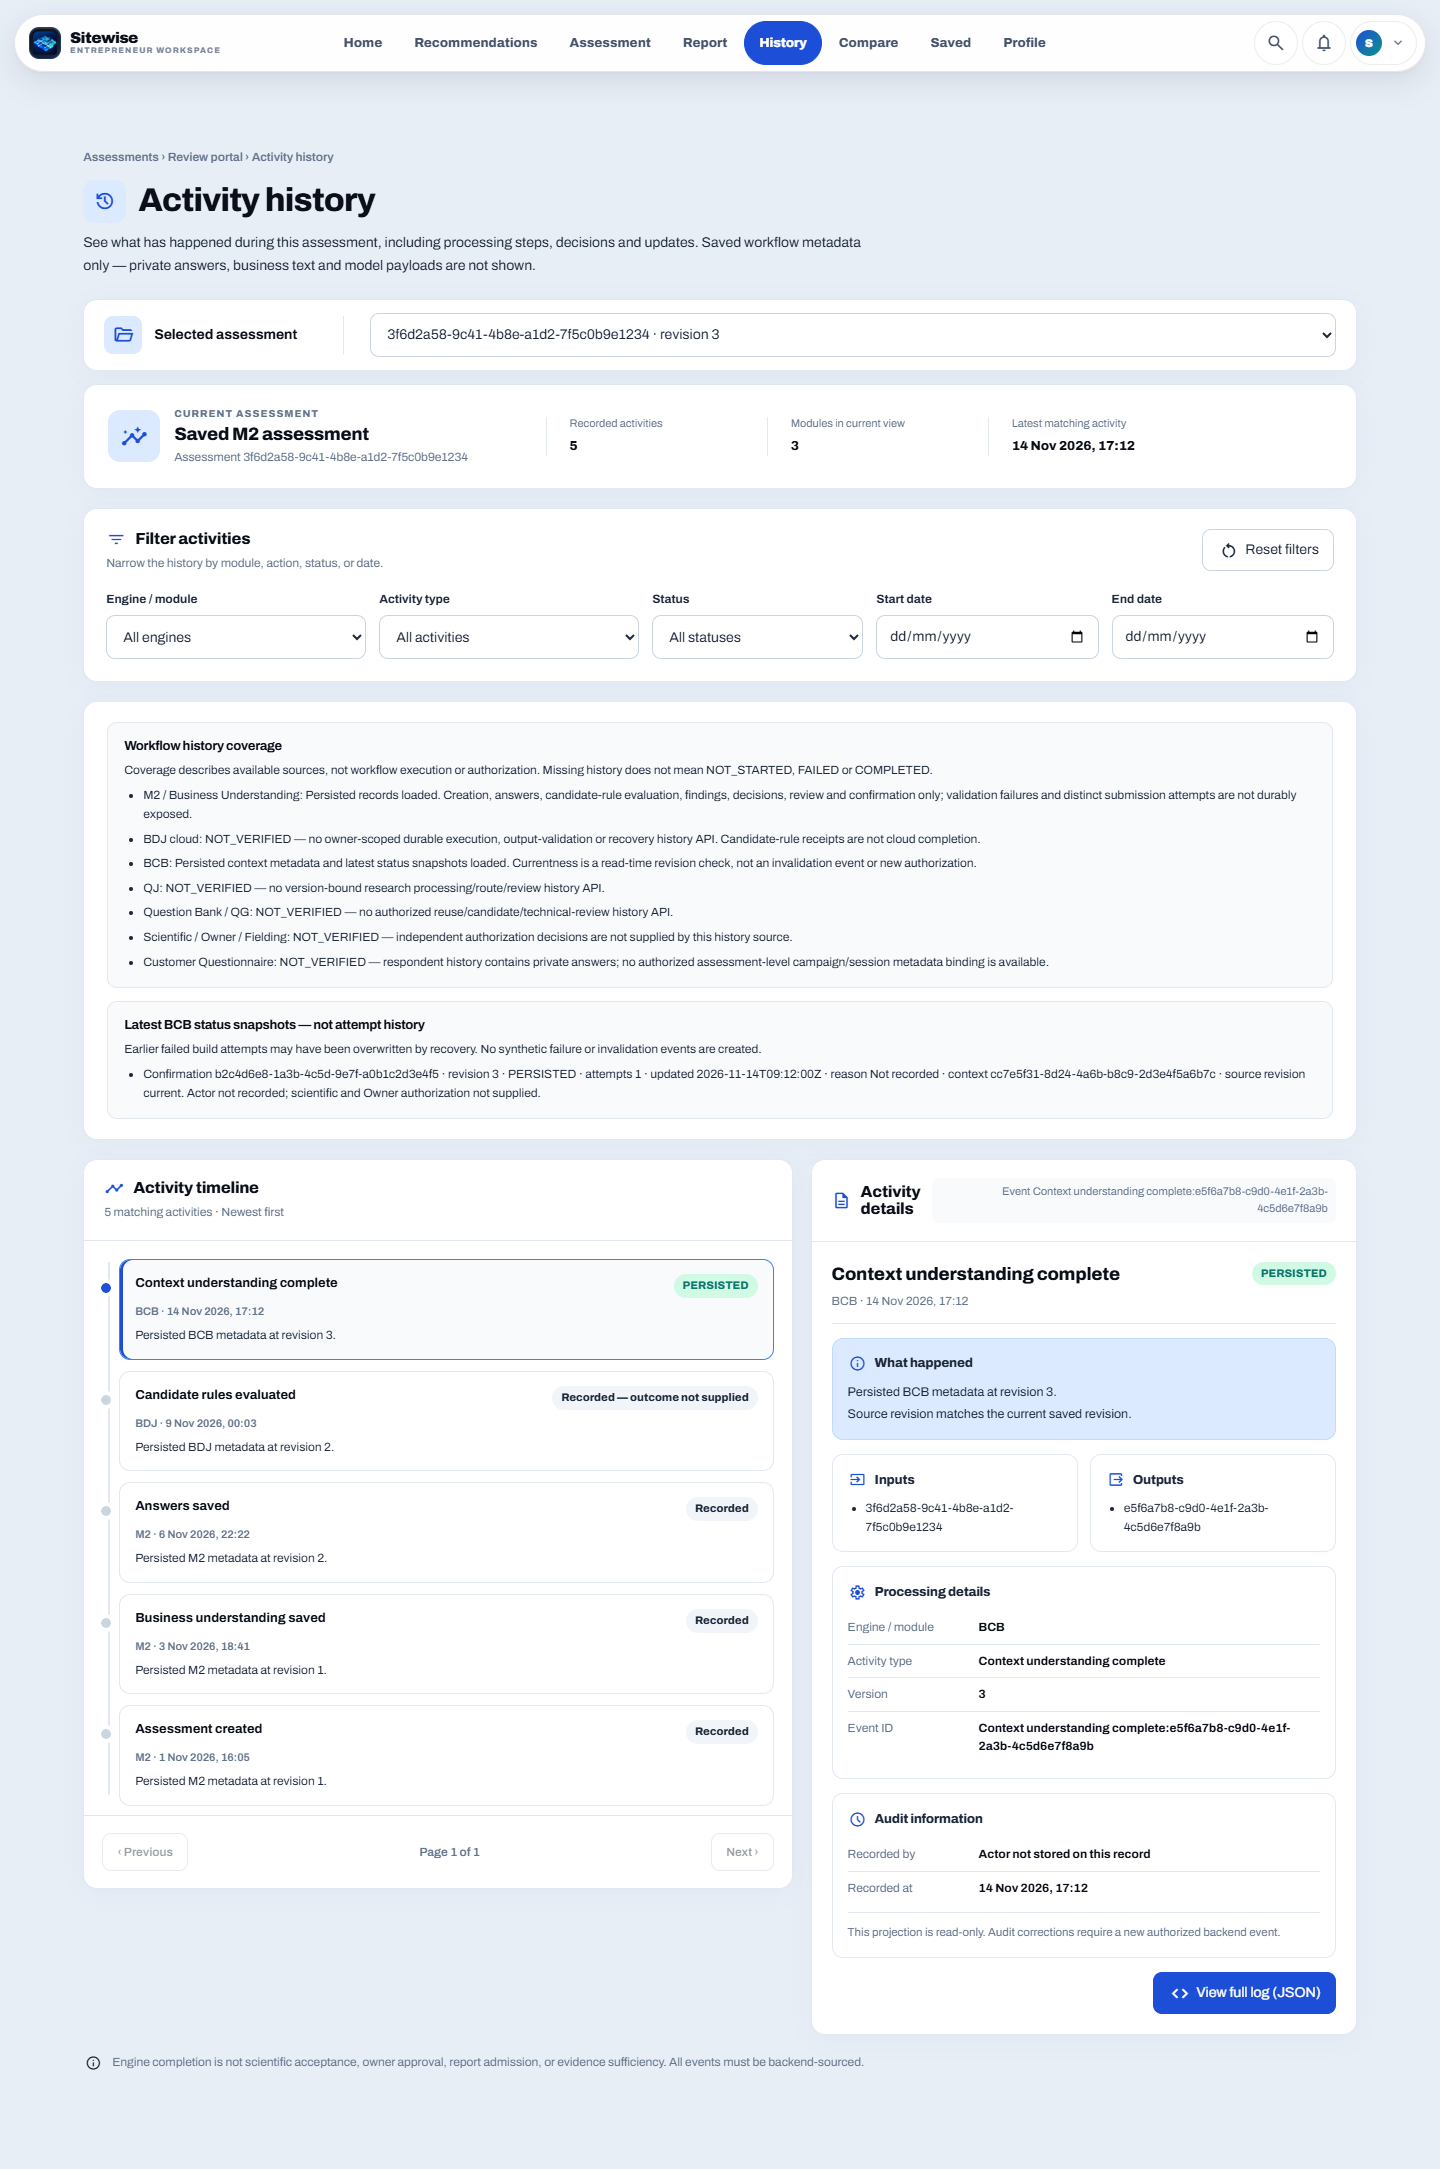 Sitewise
ENTREPRENEUR WORKSPACE
Home
Recommendations
Assessment
Report
History
Compare
Saved
Profile
S
Assessments › Review portal › Activity history
Activity history
See what has happened during this assessment, including processing steps, decisions and updates. Saved workflow metadata
only — private answers, business text and model payloads are not shown.
Selected assessment
3f6d2a58-9c41-4b8e-a1d2-7f5c0b9e1234 · revision 3
CURRENT ASSESSMENT
Saved M2 assessment
Assessment 3f6d2a58-9c41-4b8e-a1d2-7f5c0b9e1234
Recorded activities
5
Modules in current view
3
Latest matching activity
14 Nov 2026, 17:12
Filter activities
Narrow the history by module, action, status, or date.
Reset filters
Engine / module
Activity type
Status
Start date
End date
All engines
All activities
All statuses
dd/mm/yyyy
dd/mm/yyyy
Workflow history coverage
Coverage describes available sources, not workflow execution or authorization. Missing history does not mean NOT_STARTED, FAILED or COMPLETED.
• M2 / Business Understanding: Persisted records loaded. Creation, answers, candidate-rule evaluation, findings, decisions, review and confirmation only; validation failures and distinct submission attempts are not durably
exposed.
• BDJ cloud: NOT_VERIFIED — no owner-scoped durable execution, output-validation or recovery history API. Candidate-rule receipts are not cloud completion.
• BCB: Persisted context metadata and latest status snapshots loaded. Currentness is a read-time revision check, not an invalidation event or new authorization.
• QJ: NOT_VERIFIED — no version-bound research processing/route/review history API.
• Question Bank / QG: NOT_VERIFIED — no authorized reuse/candidate/technical-review history API.
• Scientific / Owner / Fielding: NOT_VERIFIED — independent authorization decisions are not supplied by this history source.
• Customer Questionnaire: NOT_VERIFIED — respondent history contains private answers; no authorized assessment-level campaign/session metadata binding is available.
Latest BCB status snapshots — not attempt history
Earlier failed build attempts may have been overwritten by recovery. No synthetic failure or invalidation events are created.
• Confirmation b2c4d6e8-1a3b-4c5d-9e7f-a0b1c2d3e4f5 · revision 3 · PERSISTED · attempts 1 · updated 2026-11-14T09:12:00Z · reason Not recorded · context cc7e5f31-8d24-4a6b-b8c9-2d3e4f5a6b7c · source revision
current. Actor not recorded; scientific and Owner authorization not supplied.
Activity timeline
5 matching activities · Newest first
Context understanding complete
PERSISTED
BCB · 14 Nov 2026, 17:12
Persisted BCB metadata at revision 3.
Candidate rules evaluated
Recorded — outcome not supplied
BDJ · 9 Nov 2026, 00:03
Persisted BDJ metadata at revision 2.
Answers saved
Recorded
M2 · 6 Nov 2026, 22:22
Persisted M2 metadata at revision 2.
Business understanding saved
Recorded
M2 · 3 Nov 2026, 18:41
Persisted M2 metadata at revision 1.
Assessment created
Recorded
M2 · 1 Nov 2026, 16:05
Persisted M2 metadata at revision 1.
‹ Previous
Page 1 of 1
Next ›
Activity
details
Event Context understanding complete:e5f6a7b8-c9d0-4e1f-2a3b-
4c5d6e7f8a9b
Context understanding complete
PERSISTED
BCB · 14 Nov 2026, 17:12
What happened
Persisted BCB metadata at revision 3.
Source revision matches the current saved revision.
Inputs
• 3f6d2a58-9c41-4b8e-a1d2-
7f5c0b9e1234
Outputs
• e5f6a7b8-c9d0-4e1f-2a3b-
4c5d6e7f8a9b
Processing details
Engine / module
BCB
Activity type
Context understanding complete
Version
3
Event ID
Context understanding complete:e5f6a7b8-c9d0-4e1f-
2a3b-4c5d6e7f8a9b
Audit information
Recorded by
Actor not stored on this record
Recorded at
14 Nov 2026, 17:12
This projection is read-only. Audit corrections require a new authorized backend event.
View full log (JSON)
Engine completion is not scientific acceptance, owner approval, report admission, or evidence sufficiency. All events must be backend-sourced.